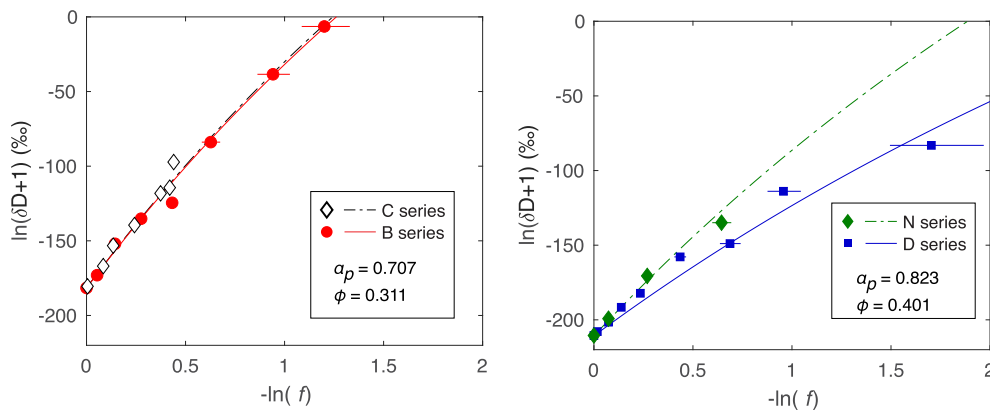 0
-50
-100
-150
-200
ln(δD+1) (‰)
0 0.5 1 1.5 2
-ln( f)
C series
B series
α_p = 0.707
ϕ = 0.311
0
-50
-100
-150
-200
ln(δD+1) (‰)
0 0.5 1 1.5 2
-ln( f)
N series
D series
α_p = 0.823
ϕ = 0.401